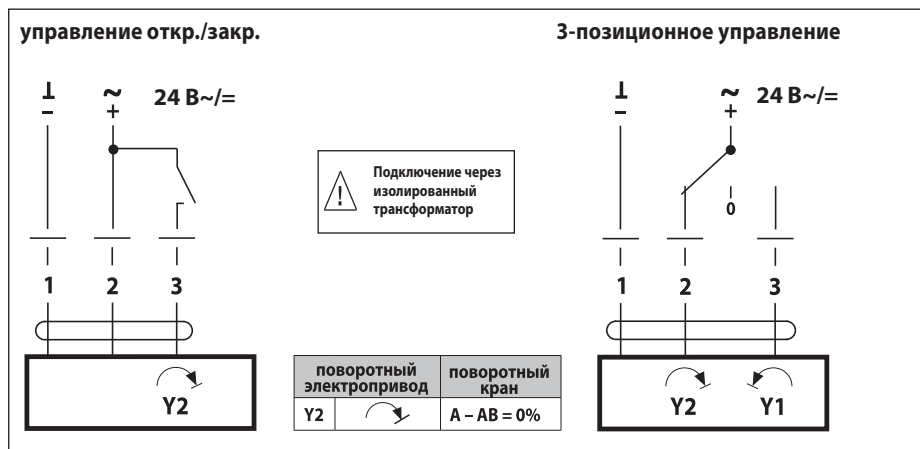 управление откр./закр.
3-позиционное управление
⊥ ~ 24 В~/=
− +
⊥ ~ 24 В~/=
− +
Подключение через
изолированный
трансформатор
!
0
1 2 3
1 2 3
Y2
поворотный
электропривод
поворотный
кран
Y2
A – AB = 0%
Y2 Y1